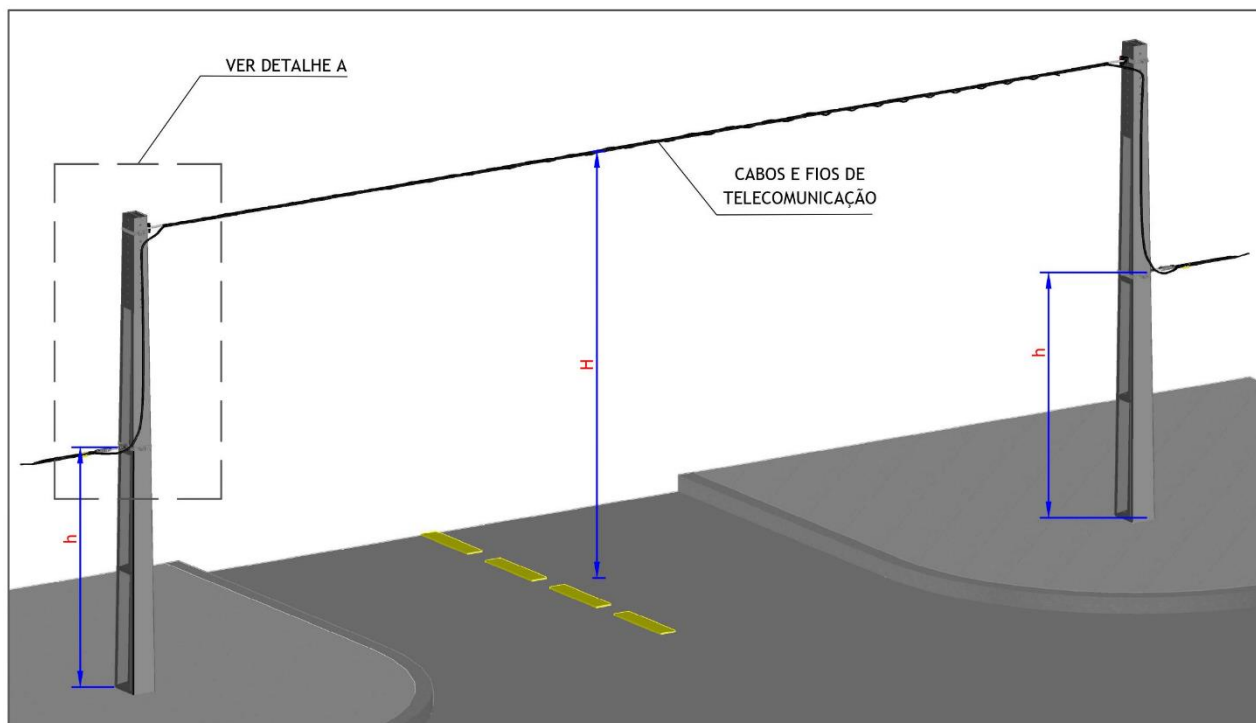 VER DETALHE A
CABOS E FIOS DE
TELECOMUNICAÇÃO
H
h
h